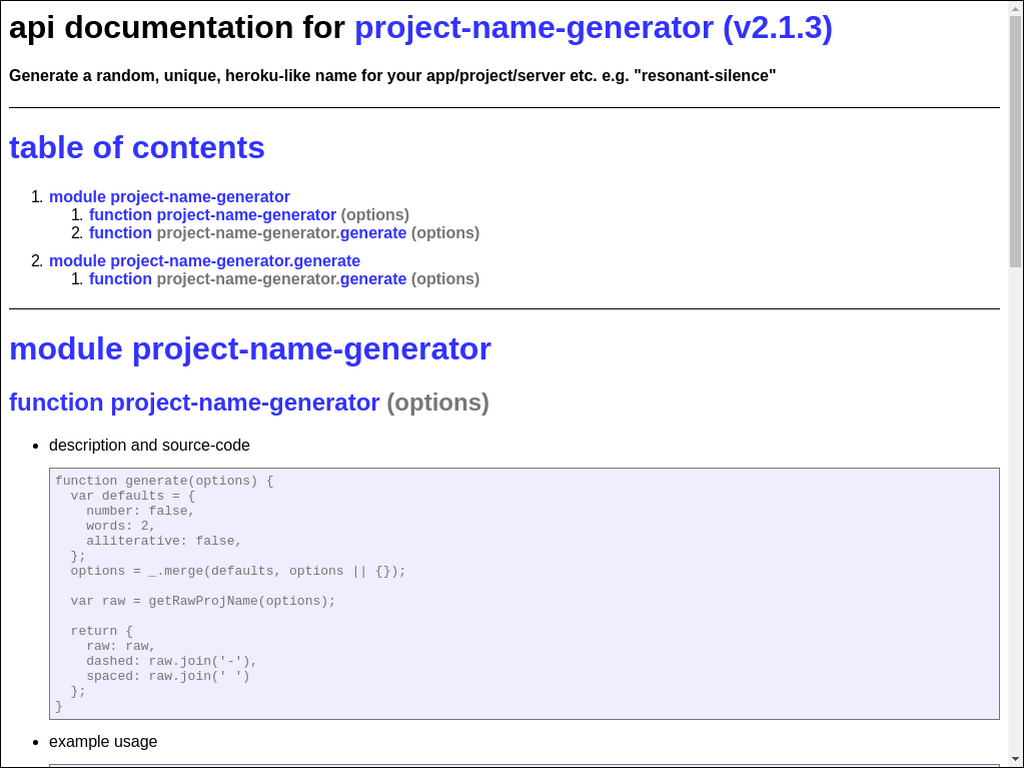 api documentation for project-name-generator (v2.1.3)
Generate a random, unique, heroku-like name for your app/project/server etc. e.g. "resonant-silence"
table of contents
1. module project-name-generator
1. function project-name-generator (options)
2. function project-name-generator.generate (options)
2. module project-name-generator.generate
1. function project-name-generator.generate (options)
module project-name-generator
function project-name-generator (options)
• description and source-code
function generate(options) {
  var defaults = {
    number: false,
    words: 2,
    alliterative: false,
  };
  options = _.merge(defaults, options || {});

  var raw = getRawProjName(options);

  return {
    raw: raw,
    dashed: raw.join('-'),
    spaced: raw.join(' ')
  };
}
• example usage